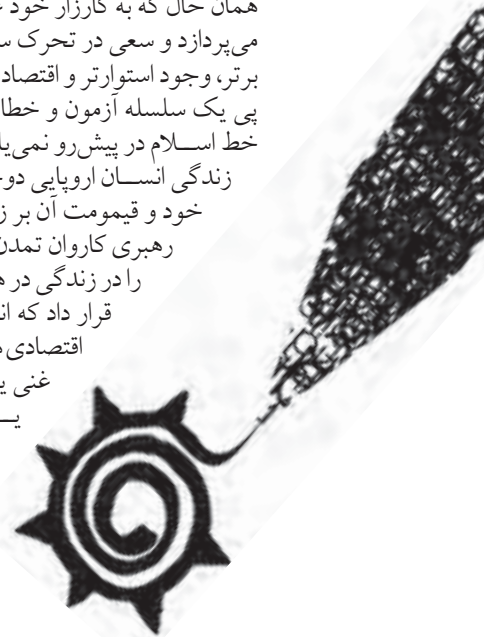 همان حال که به کارزار خود
می‌پردازد و سعی در تحرک
برتر، وجود استوارتر و اقتصاد
پی یک سلسله آزمون و خطا
خط اسلام در پیش‌رو نمی‌یا
زندگی انسان اروپایی
خود و قیمومت آن بر
رهبری کاروان تمدن
را در زندگی در
قرار داد که
اقتصادی
غنی